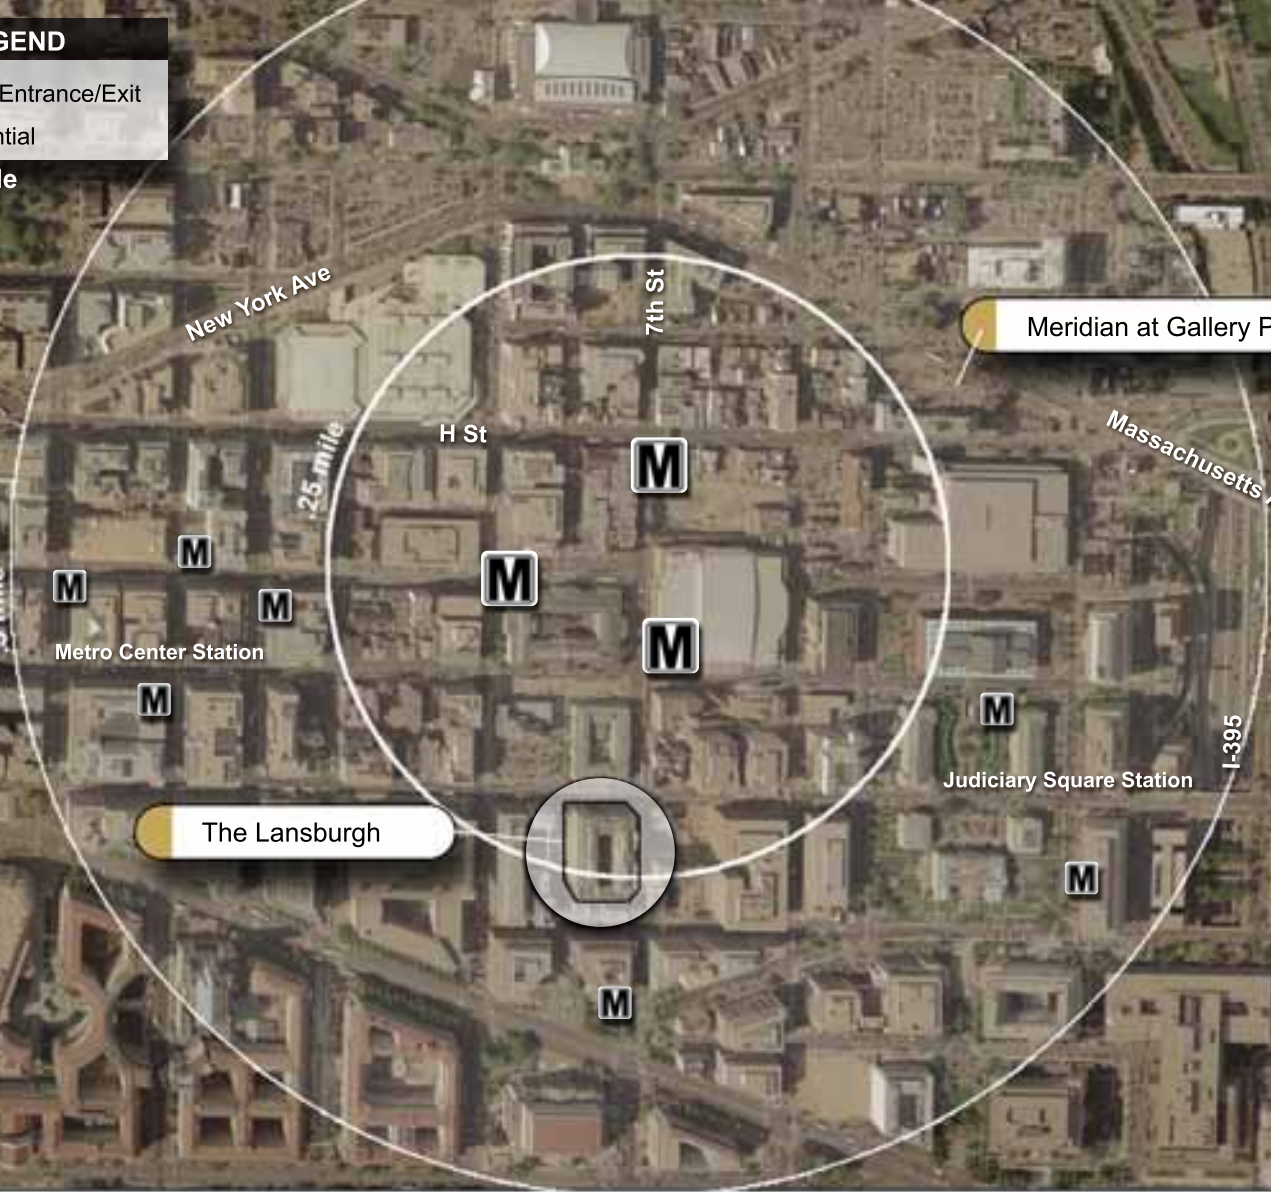 GEND
Entrance/Exit
ntial
le
New York Ave
7th St
Meridian at Gallery P
Massachusetts
H St
.25 mile
M
M
M
M
M
M
Metro Center Station
M
M
M
I-395
Judiciary Square Station
The Lansburgh
M
M